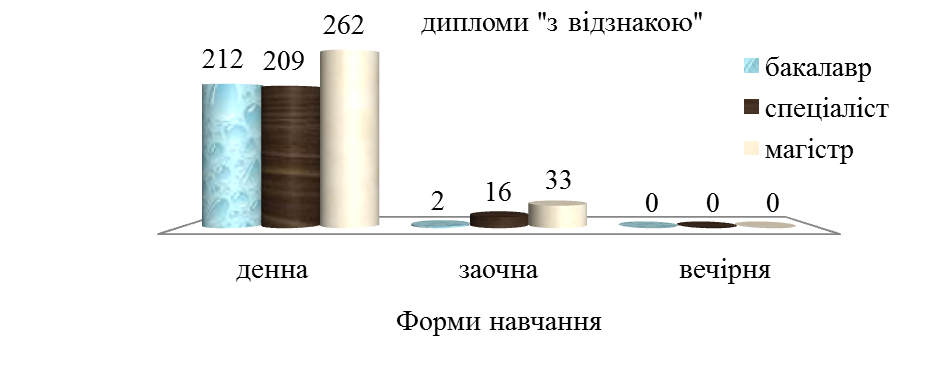 дипломи "з відзнакою"
262
212 209
бакалавр
спеціаліст
магістр
2 16 33
0 0 0
денна заочна вечірня
Форми навчання